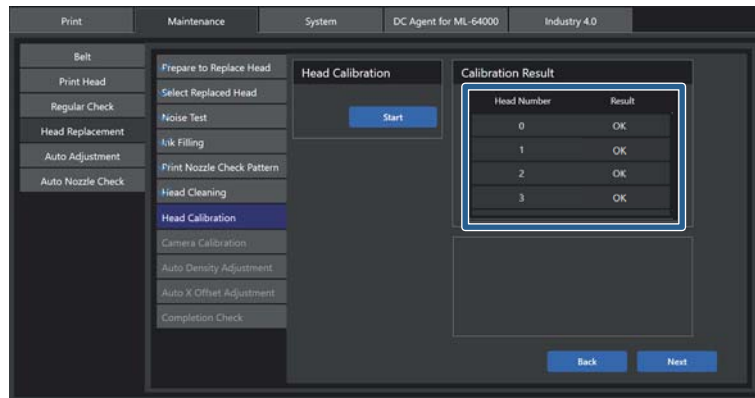 Print
Maintenance
System
DC Agent for ML-64000
Industry 4.0
Belt
Print Head
Regular Check
Head Replacement
Auto Adjustment
Auto Nozzle Check
Prepare to Replace Head
Select Replaced Head
Noise Test
Ink Filling
Print Nozzle Check Pattern
Head Cleaning
Head Calibration
Camera Calibration
Auto Density Adjustment
Auto X Offset Adjustment
Completion Check
Head Calibration
Start
Calibration Result
Head Number Result
0 OK
1 OK
2 OK
3 OK
Back
Next